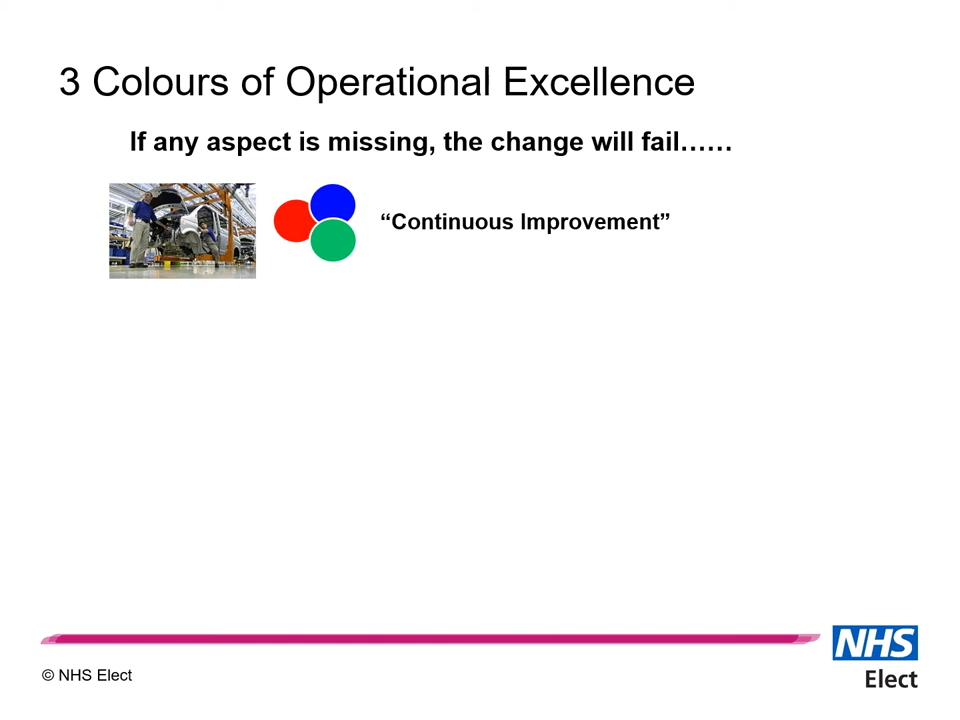 3 Colours of Operational Excellence
If any aspect is missing, the change will fail……
“Continuous Improvement”
NHS
© NHS Elect
Elect